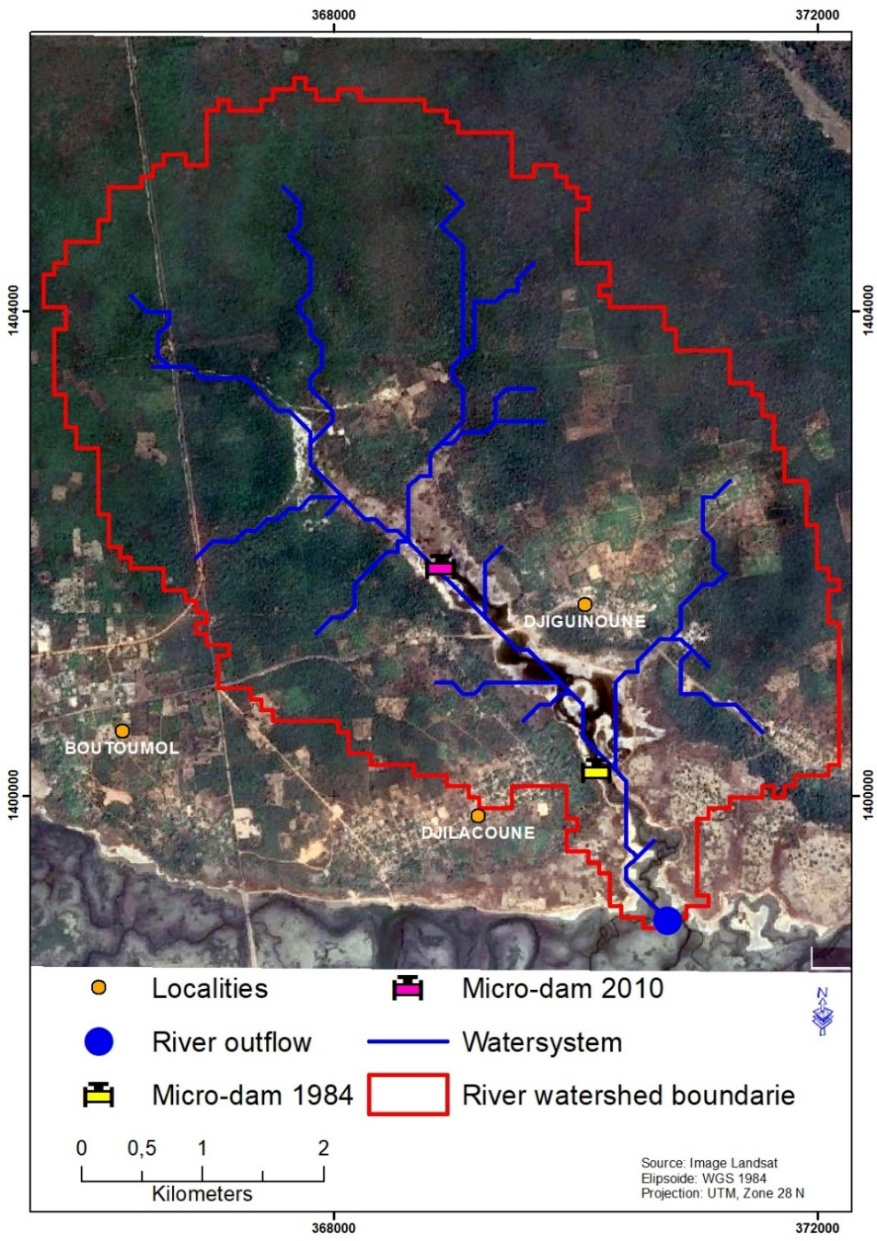 368000 372000
1404000 1404000
DJIGUINOUNE
BOUTOUMOL
1400000 1400000
DJILACOUNE
Localities Micro-dam 2010
N
River outflow Watersystem
Micro-dam 1984 River watershed boundarie
0 0,5 1 2
Kilometers
Source: Image Landsat
Elipsoide: WGS 1984
Projection: UTM, Zone 28 N
368000 372000